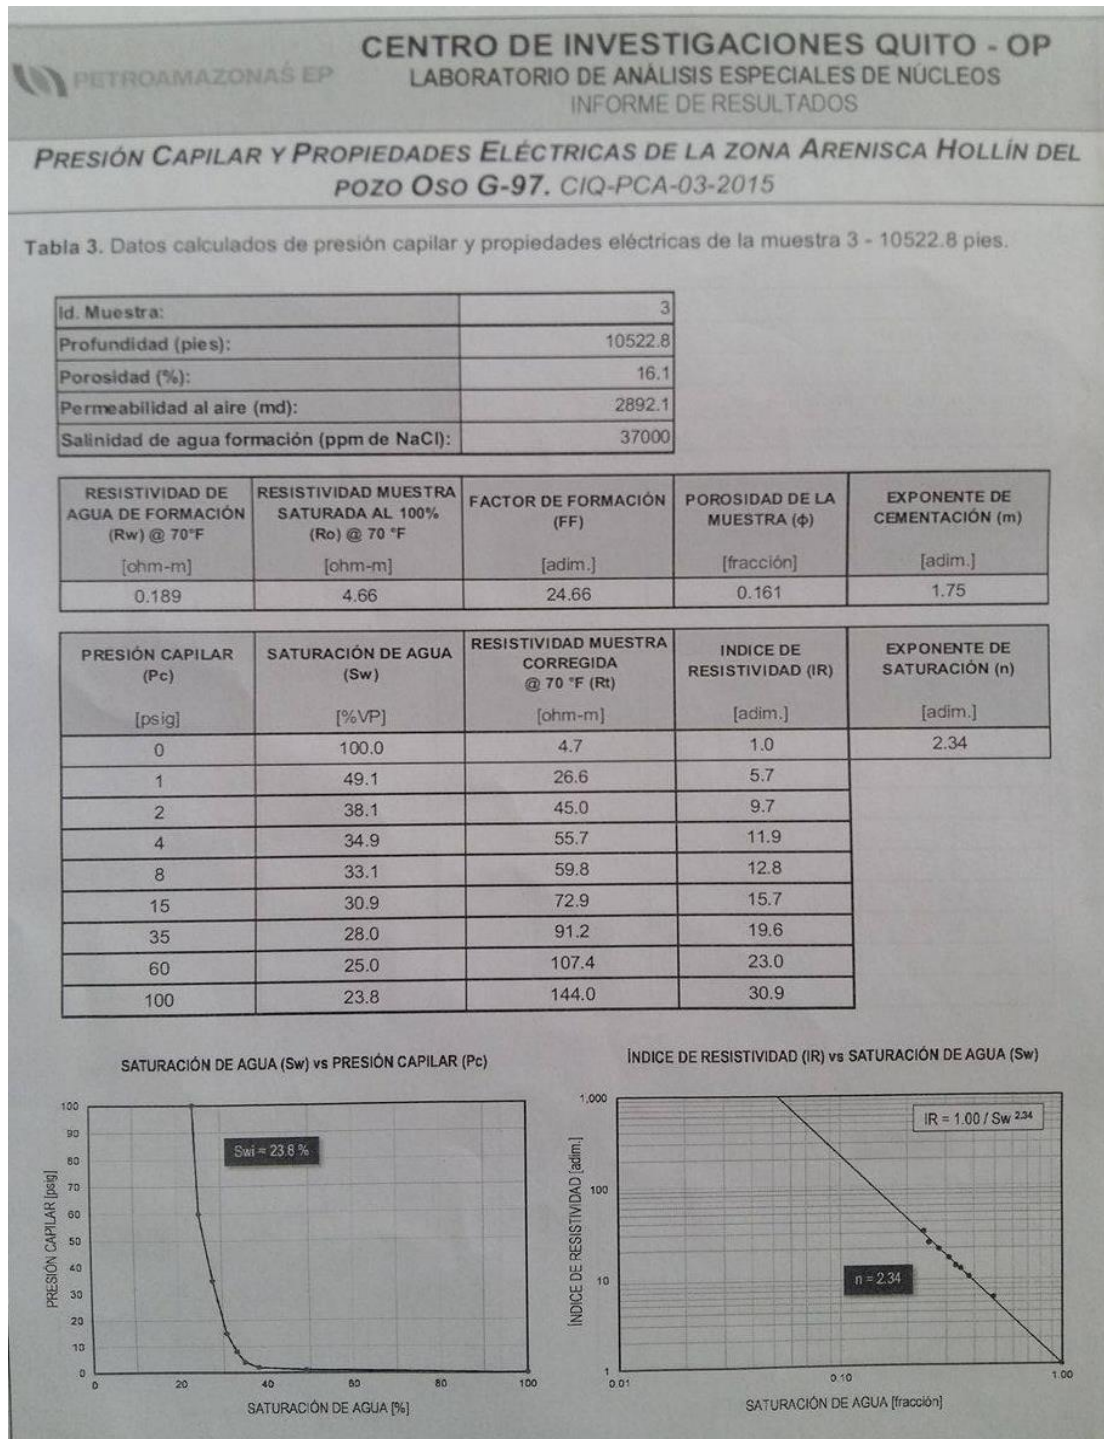 PETROAMAZONAS EP
CENTRO DE INVESTIGACIONES QUITO - OP
LABORATORIO DE ANÁLISIS ESPECIALES DE NÚCLEOS
INFORME DE RESULTADOS
PRESIÓN CAPILAR Y PROPIEDADES ELÉCTRICAS DE LA ZONA ARENISCA HOLLÍN DEL
POZO OSO G-97. CIQ-PCA-03-2015
Tabla 3. Datos calculados de presión capilar y propiedades eléctricas de la muestra 3 - 10522.8 pies.
Id. Muestra: 3
Profundidad (pies): 10522.8
Porosidad (%): 16.1
Permeabilidad al aire (md): 2892.1
Salinidad de agua formación (ppm de NaCl): 37000
RESISTIVIDAD DE AGUA DE FORMACIÓN (Rw) @ 70°F [ohm-m]
RESISTIVIDAD MUESTRA SATURADA AL 100% (Ro) @ 70 °F [ohm-m]
FACTOR DE FORMACIÓN (FF) [adim.]
POROSIDAD DE LA MUESTRA (ϕ) [fracción]
EXPONENTE DE CEMENTACIÓN (m) [adim.]
0.189 4.66 24.66 0.161 1.75
PRESIÓN CAPILAR (Pc) [psig]
SATURACIÓN DE AGUA (Sw) [%VP]
RESISTIVIDAD MUESTRA CORREGIDA @ 70 °F (Rt) [ohm-m]
INDICE DE RESISTIVIDAD (IR) [adim.]
EXPONENTE DE SATURACIÓN (n) [adim.]
0 100.0 4.7 1.0 2.34
1 49.1 26.6 5.7
2 38.1 45.0 9.7
4 34.9 55.7 11.9
8 33.1 59.8 12.8
15 30.9 72.9 15.7
35 28.0 91.2 19.6
60 25.0 107.4 23.0
100 23.8 144.0 30.9
SATURACIÓN DE AGUA (Sw) vs PRESIÓN CAPILAR (Pc)
100
90
80
70
60
50
40
30
20
10
0
PRESIÓN CAPILAR [psig]
Swi = 23.8 %
0 20 40 60 80 100
SATURACIÓN DE AGUA [%]
ÍNDICE DE RESISTIVIDAD (IR) vs SATURACIÓN DE AGUA (Sw)
1,000
100
10
1
ÍNDICE DE RESISTIVIDAD [adim.]
IR = 1.00 / Sw 2.34
n = 2.34
0.01 0.10 1.00
SATURACIÓN DE AGUA [fracción]